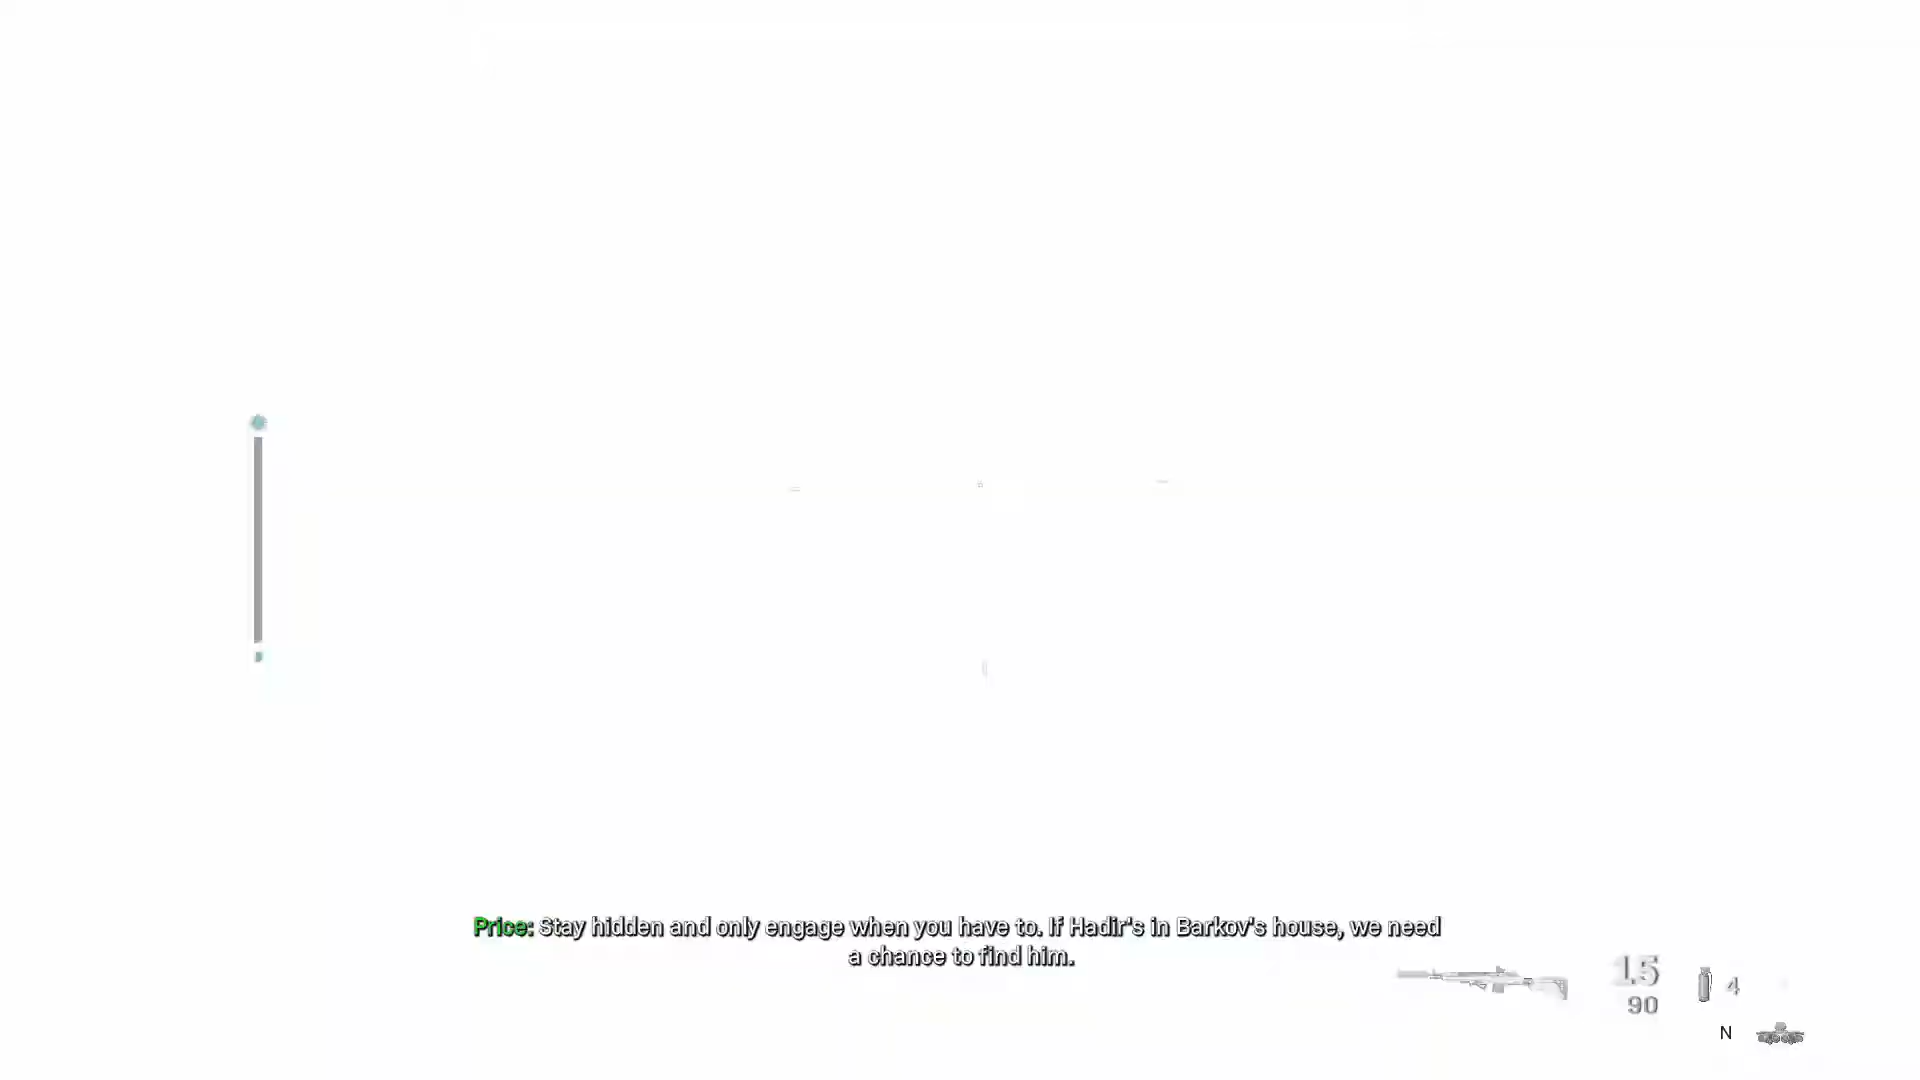 Price: Stay hidden and only engage when you have to. If Hadir's in Barkov's house, we need
a chance to find him.
15
90
4
N